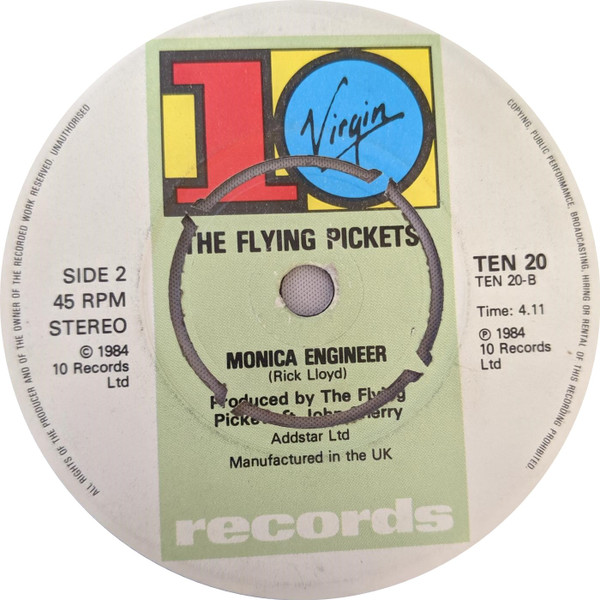 ALL RIGHTS OF THE PRODUCER AND OF THE OWNER OF THE RECORDED WORK RESERVED. UNAUTHORISED
COPYING, PUBLIC PERFORMANCE, BROADCASTING, HIRING OR RENTAL OF THIS RECORDING PROHIBITED.
10
Virgin
THE FLYING PICKETS
SIDE 2
45 RPM
STEREO
© 1984
10 Records
Ltd
TEN 20
TEN 20-B
Time: 4.11
℗ 1984
10 Records
Ltd
MONICA ENGINEER
(Rick Lloyd)
Produced by The Flying
Addstar Ltd
Manufactured in the UK
records